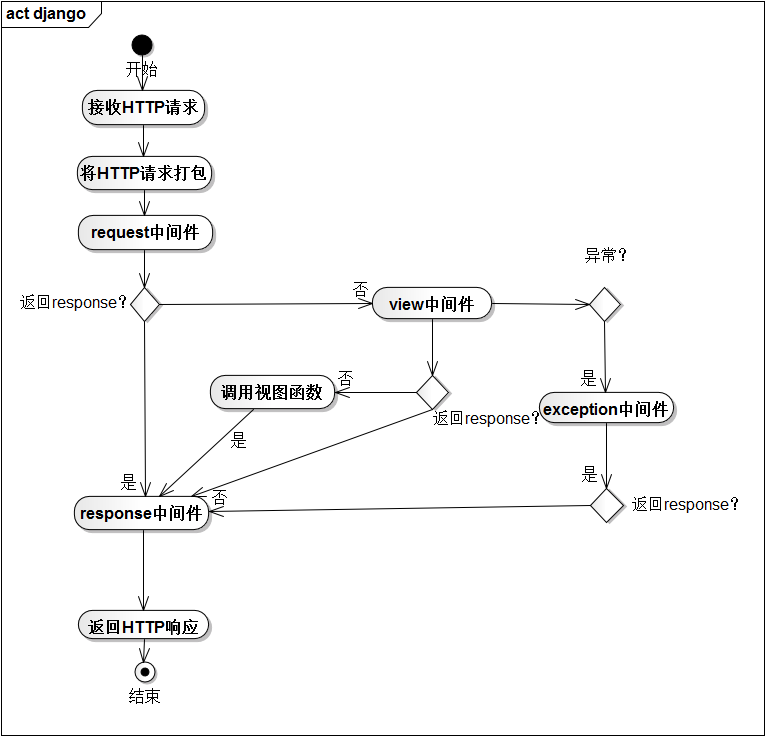 act django
开始
接收HTTP请求
将HTTP请求打包
request中间件
异常？
返回response？
否
view中间件
是
调用视图函数
否
返回response？
exception中间件
是
是
否
是
返回response？
response中间件
返回HTTP响应
结束